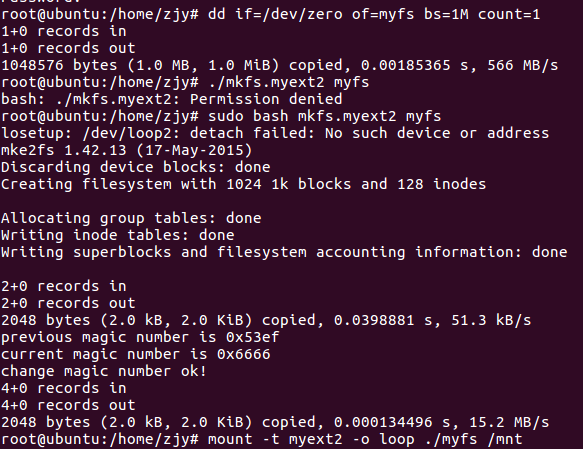 root@ubuntu:/home/zjy# dd if=/dev/zero of=myfs bs=1M count=1
1+0 records in
1+0 records out
1048576 bytes (1.0 MB, 1.0 MiB) copied, 0.00185365 s, 566 MB/s
root@ubuntu:/home/zjy# ./mkfs.myext2 myfs
bash: ./mkfs.myext2: Permission denied
root@ubuntu:/home/zjy# sudo bash mkfs.myext2 myfs
losetup: /dev/loop2: detach failed: No such device or address
mke2fs 1.42.13 (17-May-2015)
Discarding device blocks: done
Creating filesystem with 1024 1k blocks and 128 inodes
Allocating group tables: done
Writing inode tables: done
Writing superblocks and filesystem accounting information: done
2+0 records in
2+0 records out
2048 bytes (2.0 kB, 2.0 KiB) copied, 0.0398881 s, 51.3 kB/s
previous magic number is 0x53ef
current magic number is 0x6666
change magic number ok!
4+0 records in
4+0 records out
2048 bytes (2.0 kB, 2.0 KiB) copied, 0.000134496 s, 15.2 MB/s
root@ubuntu:/home/zjy# mount -t myext2 -o loop ./myfs /mnt